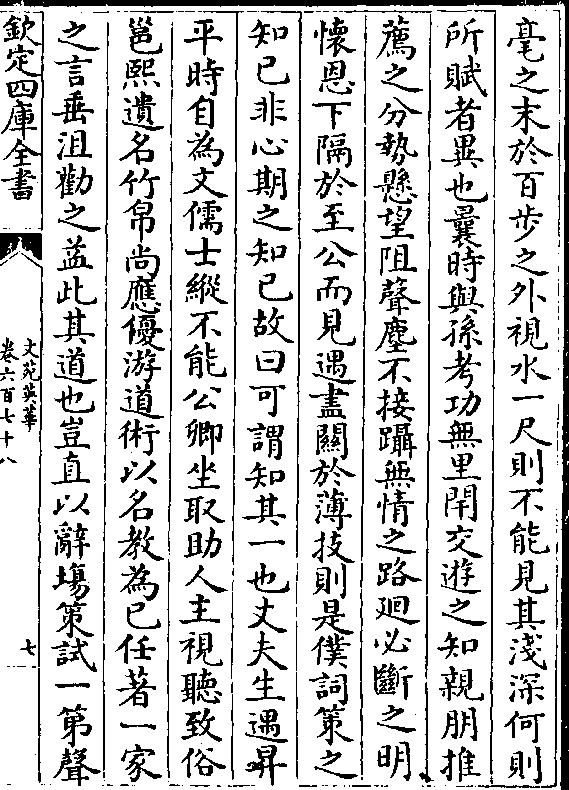 毫之末於百步之外視水一尺則不能見其淺深何則
所賦者異也曩時與孫考功無里閈交遊之知親朋推
薦之分勢懸望阻聲塵不接躡無情之路迴必斷之明
懷恩下隔於至公而見遇盡關於薄技則是僕詞策之
知已非心期之知已故曰可謂知其一也丈夫生遇昇
平時自為文儒士縱不能公卿坐取助人主視聽致俗
邕熙遺名竹帛尚應優游道術以名教為已任著一家
之言垂沮勸之益此其道也豈直以辭塲策試一第聲
欽定四庫全書
文苑英華
卷六百七十八
七